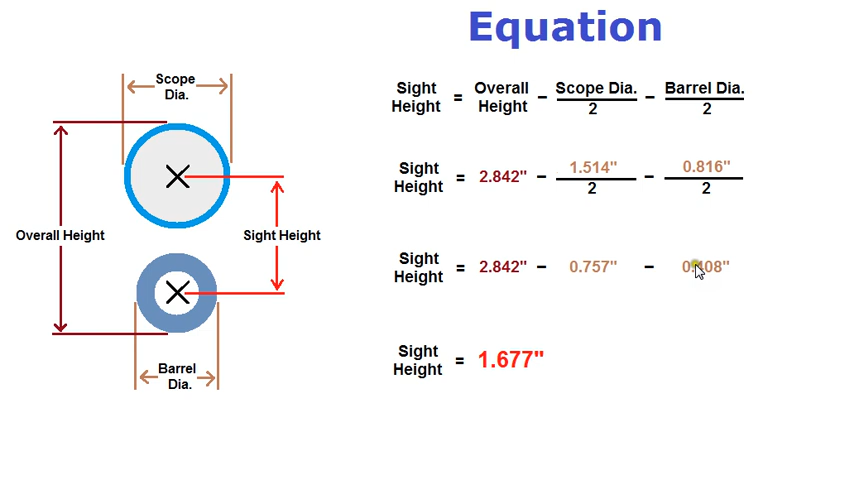 Equation
Scope
Dia.
Overall Height
Sight Height
Barrel
Dia.
Sight Height = Overall Height − Scope Dia./2 − Barrel Dia./2
Sight Height = 2.842" − 1.514"/2 − 0.816"/2
Sight Height = 2.842" − 0.757" −
Sight Height = 1.677"